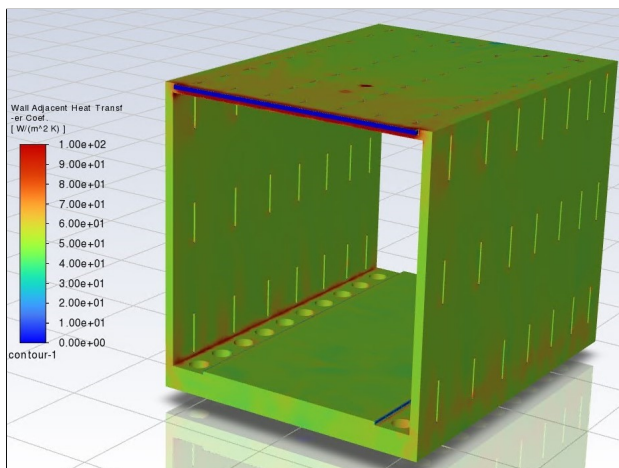 Wall Adjacent Heat Transf
-er Coef.
[ W/(m^2 K) ]
1.00e+02
9.00e+01
8.00e+01
7.00e+01
6.00e+01
5.00e+01
4.00e+01
3.00e+01
2.00e+01
1.00e+01
0.00e+00
contour-1